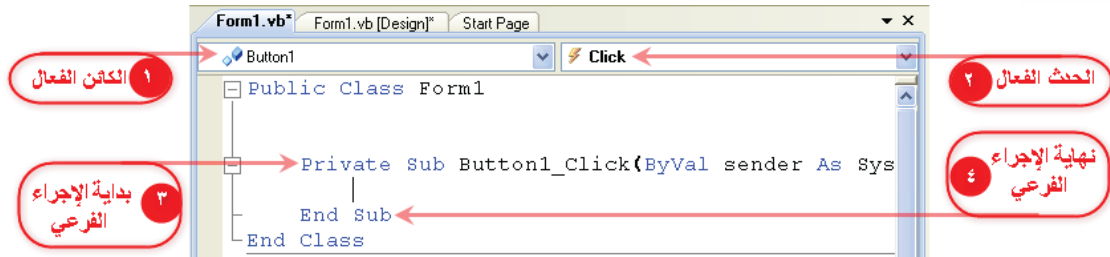 Form1.vb* Form1.vb [Design]* Start Page
Button1 Click
١ الكائن الفعال
الحدث الفعال ٢
Public Class Form1
Private Sub Button1_Click(ByVal sender As Sys
End Sub
End Class
٣ بداية الإجراء
الفرعي
نهاية الإجراء
الفرعي ٤